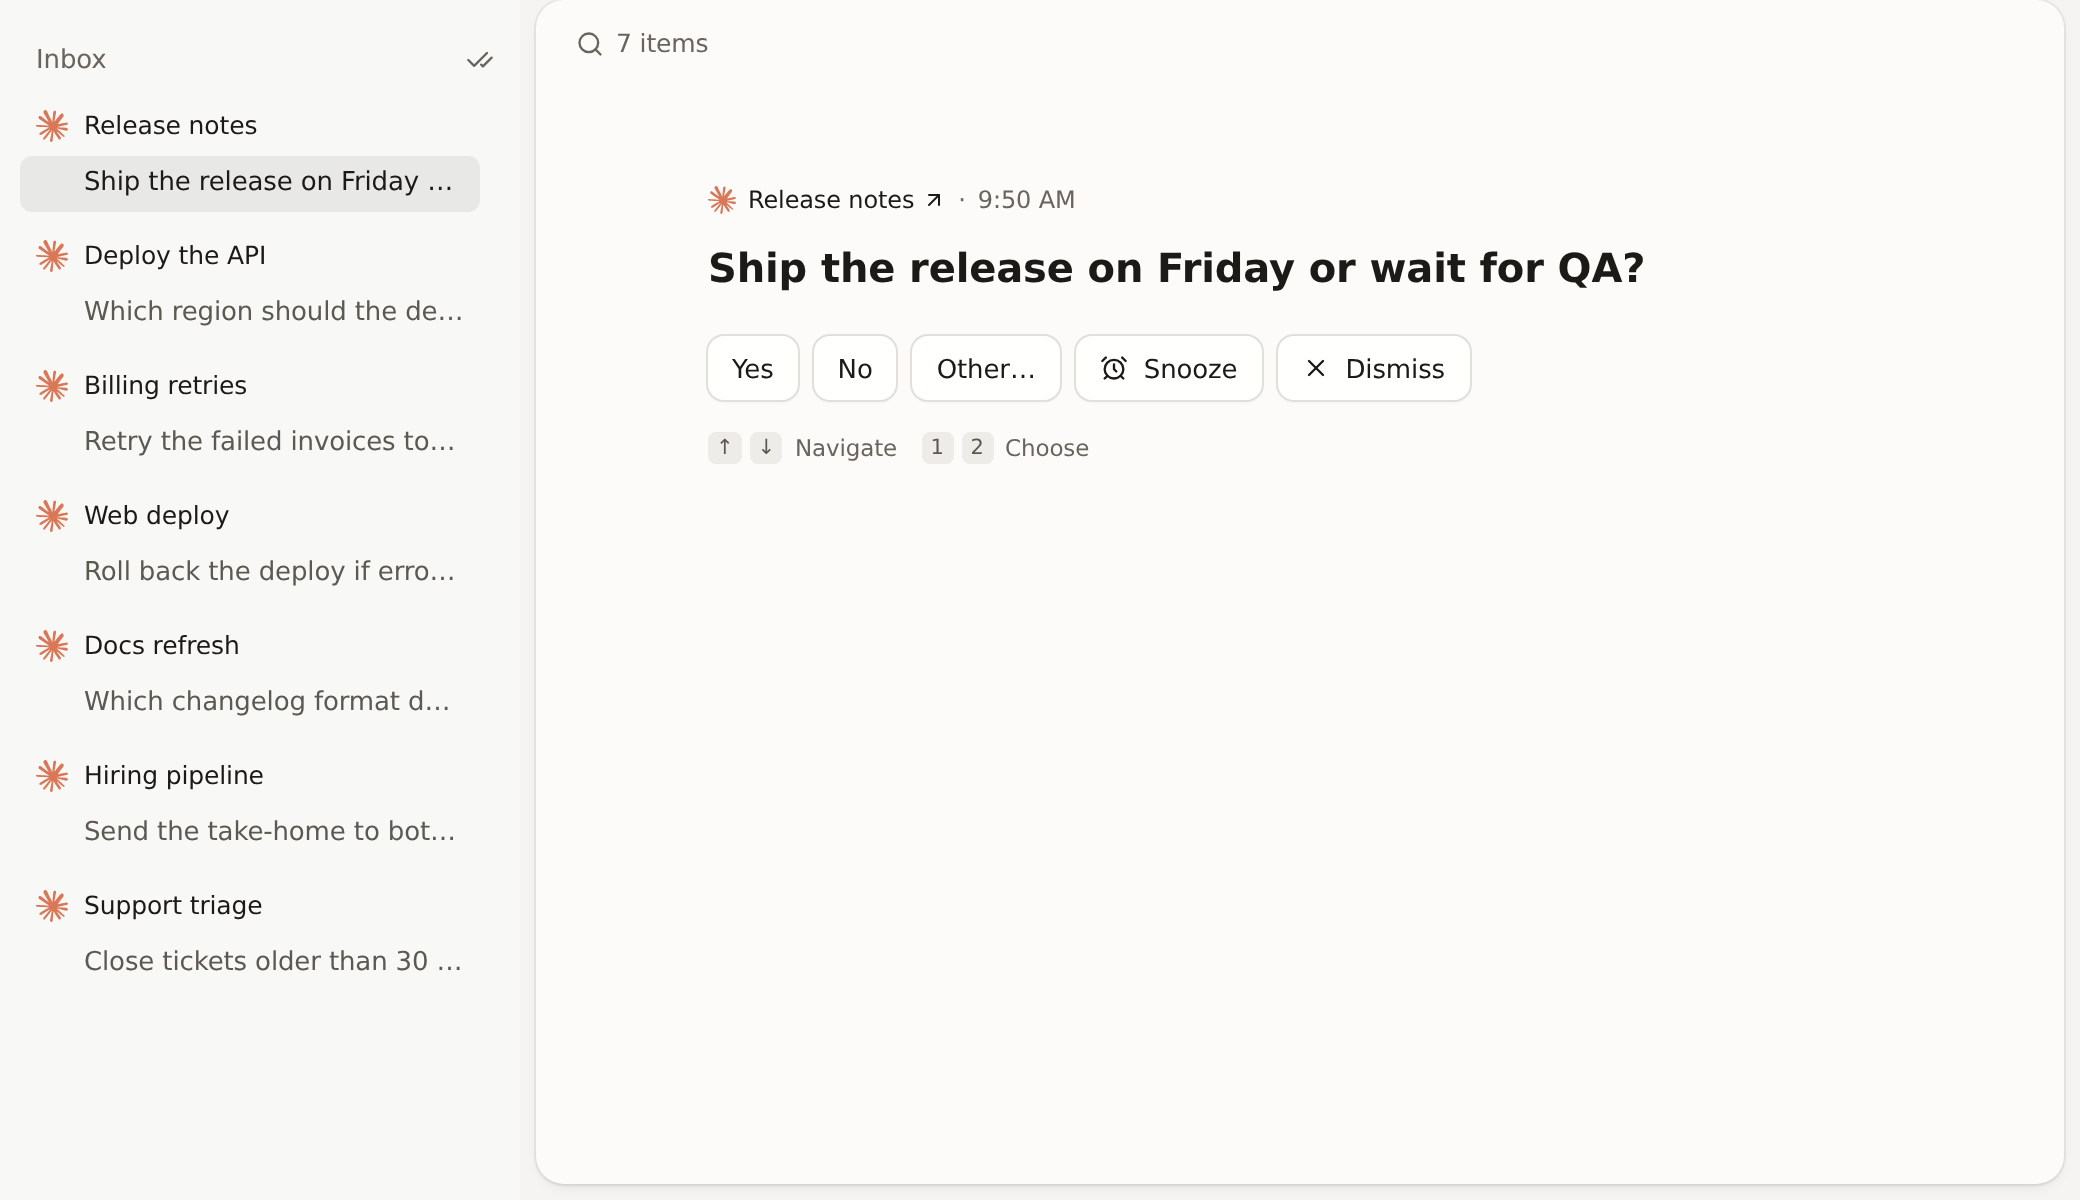 Inbox
Release notes
Ship the release on Friday …
Deploy the API
Which region should the de…
Billing retries
Retry the failed invoices to…
Web deploy
Roll back the deploy if erro…
Docs refresh
Which changelog format d…
Hiring pipeline
Send the take-home to bot…
Support triage
Close tickets older than 30 …
7 items
Release notes · 9:50 AM
Ship the release on Friday or wait for QA?
Yes No Other… Snooze Dismiss
↑ ↓ Navigate 1 2 Choose